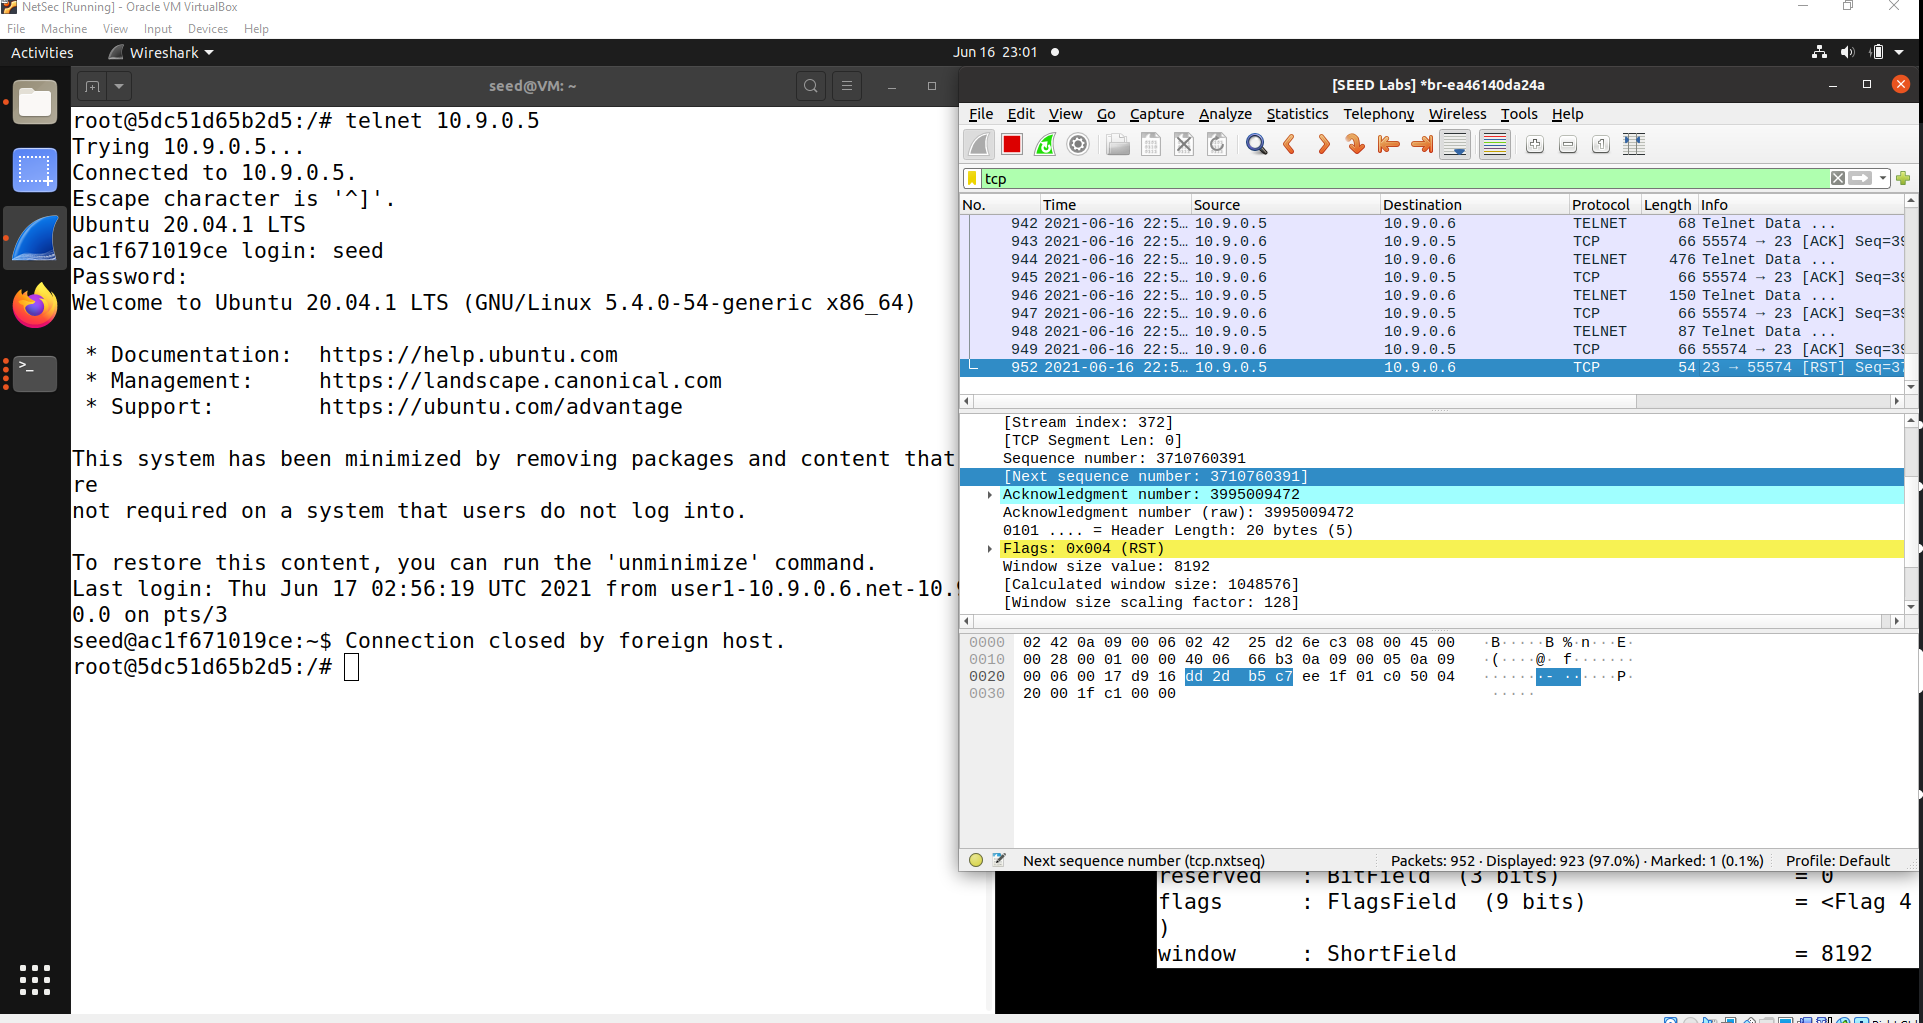 NetSec [Running] - Oracle VM VirtualBox
File Machine View Input Devices Help
Activities Wireshark Jun 16 23:01
seed@VM: ~
root@5dc51d65b2d5:/# telnet 10.9.0.5
Trying 10.9.0.5...
Connected to 10.9.0.5.
Escape character is '^]'.
Ubuntu 20.04.1 LTS
ac1f671019ce login: seed
Password:
Welcome to Ubuntu 20.04.1 LTS (GNU/Linux 5.4.0-54-generic x86_64)
* Documentation: https://help.ubuntu.com
* Management: https://landscape.canonical.com
* Support: https://ubuntu.com/advantage
This system has been minimized by removing packages and content that
re
not required on a system that users do not log into.
To restore this content, you can run the 'unminimize' command.
Last login: Thu Jun 17 02:56:19 UTC 2021 from user1-10.9.0.6.net-10.9
0.0 on pts/3
seed@ac1f671019ce:~$ Connection closed by foreign host.
root@5dc51d65b2d5:/#
[SEED Labs] *br-ea46140da24a
File Edit View Go Capture Analyze Statistics Telephony Wireless Tools Help
tcp
No. Time Source Destination Protocol Length Info
942 2021-06-16 22:5… 10.9.0.5 10.9.0.6 TELNET 68 Telnet Data ...
943 2021-06-16 22:5… 10.9.0.6 10.9.0.5 TCP 66 55574 → 23 [ACK] Seq=39
944 2021-06-16 22:5… 10.9.0.5 10.9.0.6 TELNET 476 Telnet Data ...
945 2021-06-16 22:5… 10.9.0.6 10.9.0.5 TCP 66 55574 → 23 [ACK] Seq=39
946 2021-06-16 22:5… 10.9.0.5 10.9.0.6 TELNET 150 Telnet Data ...
947 2021-06-16 22:5… 10.9.0.6 10.9.0.5 TCP 66 55574 → 23 [ACK] Seq=39
948 2021-06-16 22:5… 10.9.0.5 10.9.0.6 TELNET 87 Telnet Data ...
949 2021-06-16 22:5… 10.9.0.6 10.9.0.5 TCP 66 55574 → 23 [ACK] Seq=39
952 2021-06-16 22:5… 10.9.0.5 10.9.0.6 TCP 54 23 → 55574 [RST] Seq=37
[Stream index: 372]
[TCP Segment Len: 0]
Sequence number: 3710760391
[Next sequence number: 3710760391]
Acknowledgment number: 3995009472
Acknowledgment number (raw): 3995009472
0101 .... = Header Length: 20 bytes (5)
Flags: 0x004 (RST)
Window size value: 8192
[Calculated window size: 1048576]
[Window size scaling factor: 128]
0000 02 42 0a 09 00 06 02 42 25 d2 6e c3 08 00 45 00 ·B·····B %·n···E·
0010 00 28 00 01 00 00 40 06 66 b3 0a 09 00 05 0a 09 ·(····@· f·······
0020 00 06 00 17 d9 16 dd 2d b5 c7 ee 1f 01 c0 50 04 ·······- ······P·
0030 20 00 1f c1 00 00 ·····
Next sequence number (tcp.nxtseq) Packets: 952 · Displayed: 923 (97.0%) · Marked: 1 (0.1%) Profile: Default
reserved : BitField (3 bits) = 0
flags : FlagsField (9 bits) = <Flag 4
)
window : ShortField = 8192